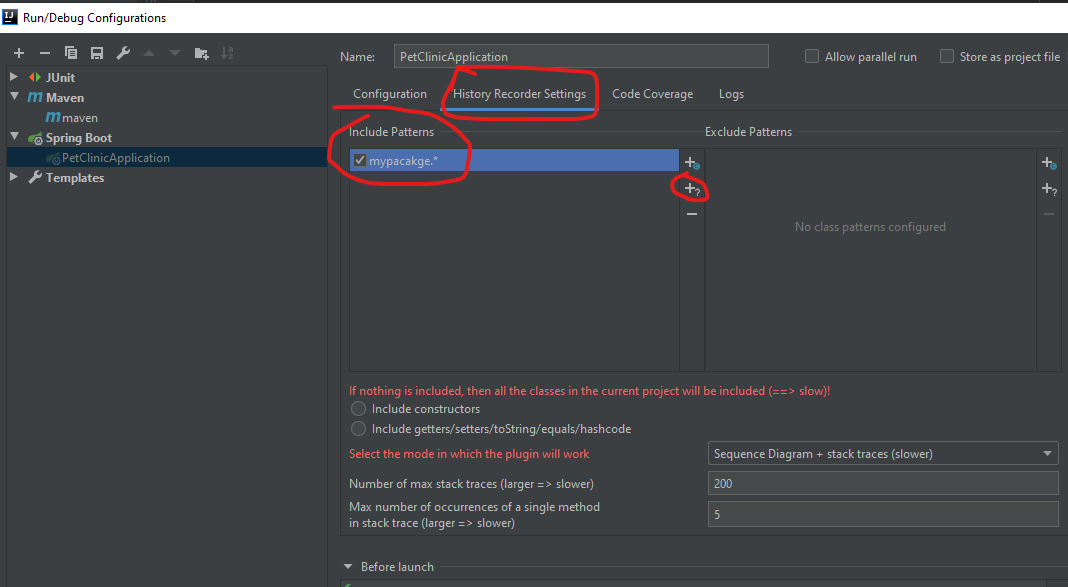 Run/Debug Configurations
Name: PetClinicApplication Allow parallel run Store as project file
JUnit
Maven
maven
Spring Boot
PetClinicApplication
Templates
Configuration History Recorder Settings Code Coverage Logs
Include Patterns Exclude Patterns
mypacakge.*
No class patterns configured
If nothing is included, then all the classes in the current project will be included (==> slow)!
Include constructors
Include getters/setters/toString/equals/hashcode
Select the mode in which the plugin will work Sequence Diagram + stack traces (slower)
Number of max stack traces (larger => slower) 200
Max number of occurrences of a single method
in stack trace (larger => slower) 5
Before launch